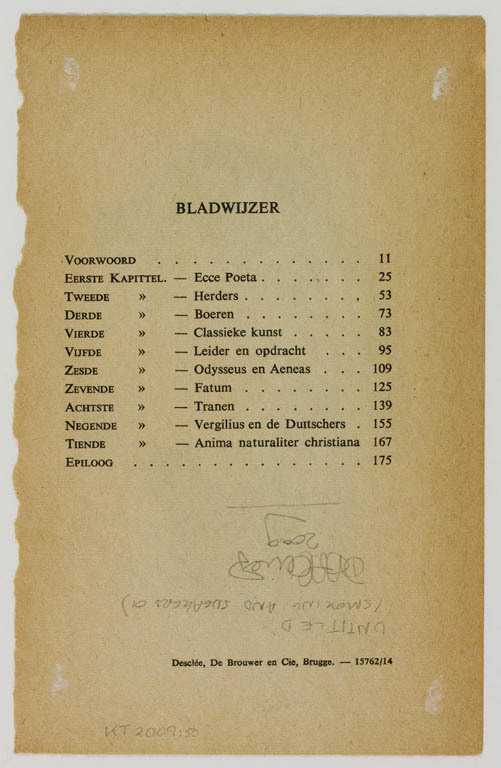 BLADWIJZER
VOORWOORD . . . . . . . . . . . . 11
EERSTE KAPITTEL. — Ecce Poeta . . . . . . . 25
TWEEDE » — Herders . . . . . . . . 53
DERDE » — Boeren . . . . . . . . 73
VIERDE » — Classieke kunst . . . . . 83
VIJFDE » — Leider en opdracht . . . 95
ZESDE » — Odysseus en Aeneas . . . 109
ZEVENDE » — Fatum . . . . . . . . 125
ACHTSTE » — Tranen . . . . . . . . 139
NEGENDE » — Vergilius en de Duitschers . 155
TIENDE » — Anima naturaliter christiana 167
EPILOOG . . . . . . . . . . . . . . 175
UNTITLED
(SMOKING AND SNEAKERS 01)
2009
Desclée, De Brouwer en Cie, Brugge. — 15762/14
KT 2009:50